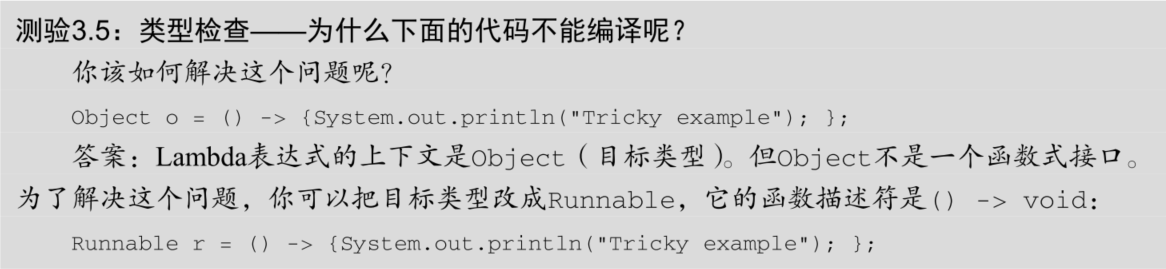 测验3.5：类型检查——为什么下面的代码不能编译呢？
你该如何解决这个问题呢？
Object o = () -> {System.out.println("Tricky example"); };
答案：Lambda表达式的上下文是Object（目标类型）。但Object不是一个函数式接口。
为了解决这个问题，你可以把目标类型改成Runnable，它的函数描述符是() -> void：
Runnable r = () -> {System.out.println("Tricky example"); };